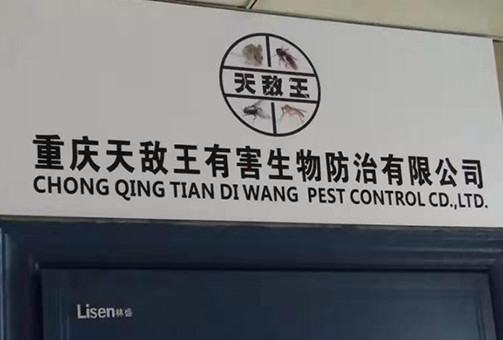 天敌王
重庆天敌王有害生物防治有限公司
CHONG QING TIAN DI WANG PEST CONTROL CD.,LTD.
Lisen林盛